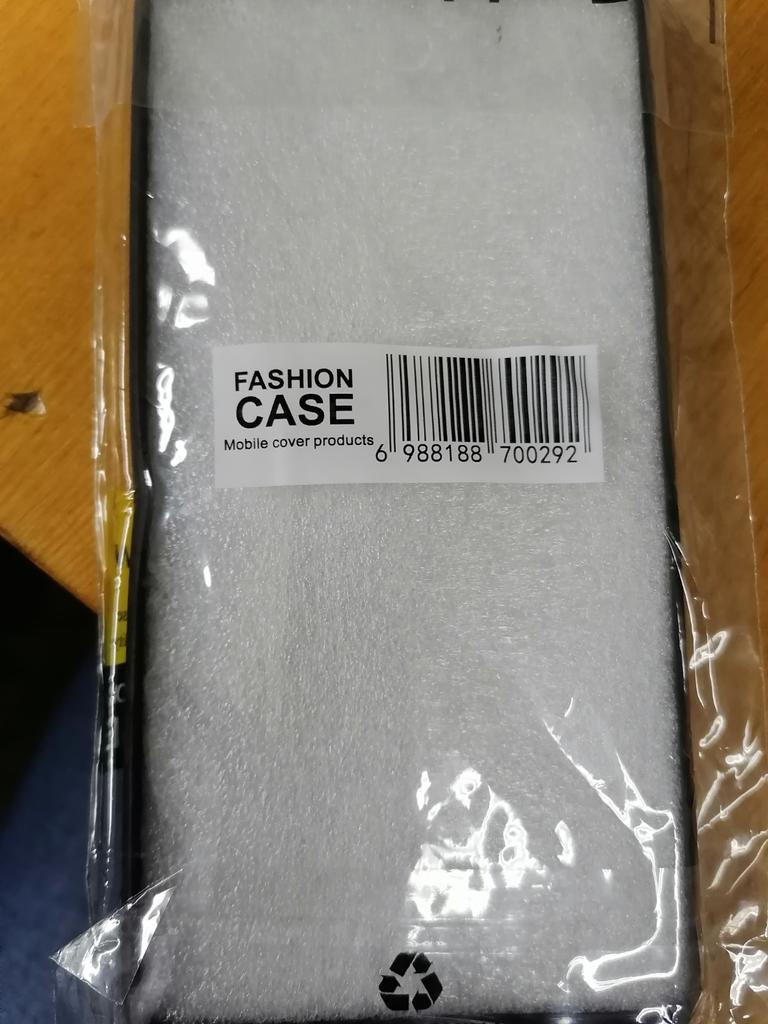 FASHION
CASE
Mobile cover products
6 988188 700292